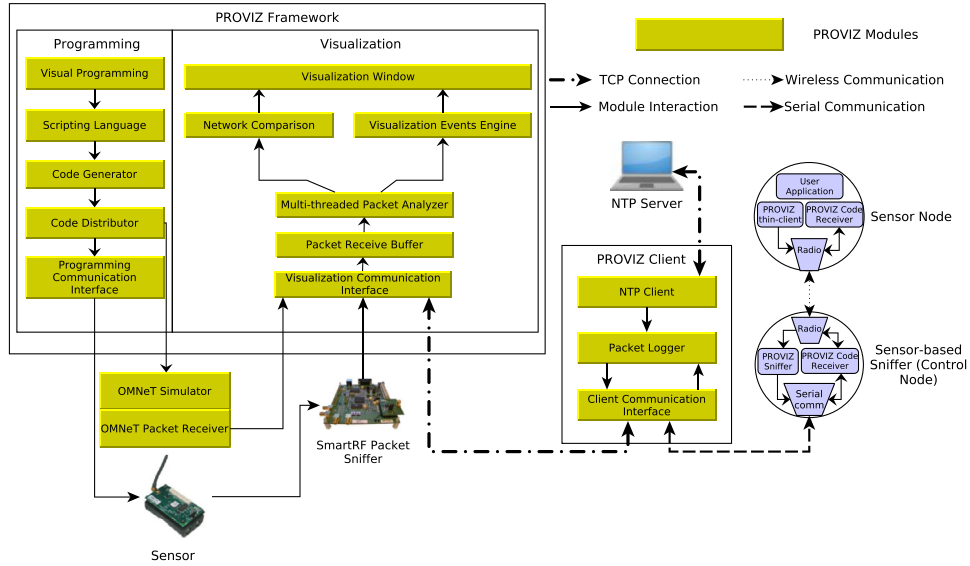 PROVIZ Framework
Programming
Visual Programming
Scripting Language
Code Generator
Code Distributor
Programming
Communication
Interface
Visualization
Visualization Window
Network Comparison
Visualization Events Engine
Multi-threaded Packet Analyzer
Packet Receive Buffer
Visualization Communication
Interface
OMNeT Simulator
OMNeT Packet Receiver
Sensor
SmartRF Packet
Sniffer
PROVIZ Modules
TCP Connection
Wireless Communication
Module Interaction
Serial Communication
NTP Server
PROVIZ Client
NTP Client
Packet Logger
Client Communication
Interface
User
Application
PROVIZ
thin-client
PROVIZ Code
Receiver
Radio
Sensor Node
Radio
PROVIZ
Sniffer
PROVIZ Code
Receiver
Serial
comm
Sensor-based
Sniffer (Control
Node)